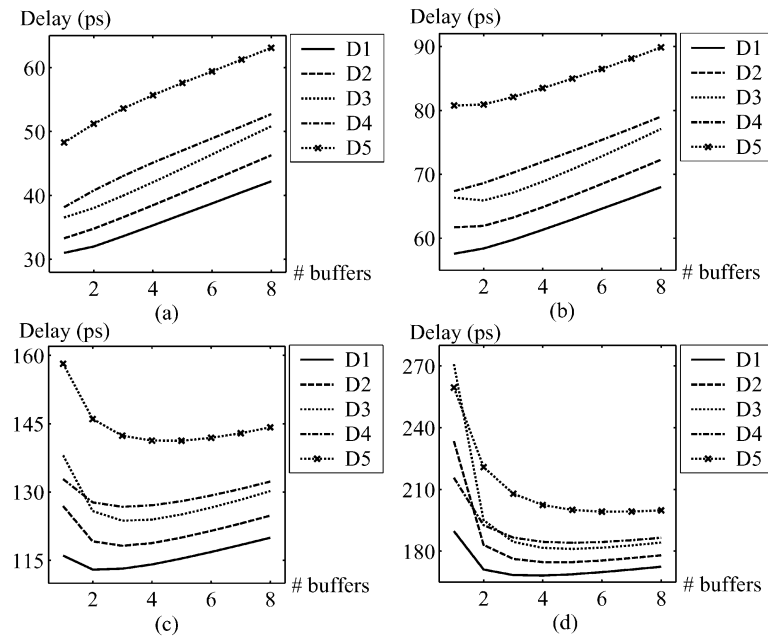 Delay (ps)
60
50
40
30
2 4 6 8
# buffers
D1
D2
D3
D4
D5
(a)
Delay (ps)
90
80
70
60
2 4 6 8
# buffers
D1
D2
D3
D4
D5
(b)
Delay (ps)
160
145
130
115
2 4 6 8
# buffers
D1
D2
D3
D4
D5
(c)
Delay (ps)
270
240
210
180
2 4 6 8
# buffers
D1
D2
D3
D4
D5
(d)